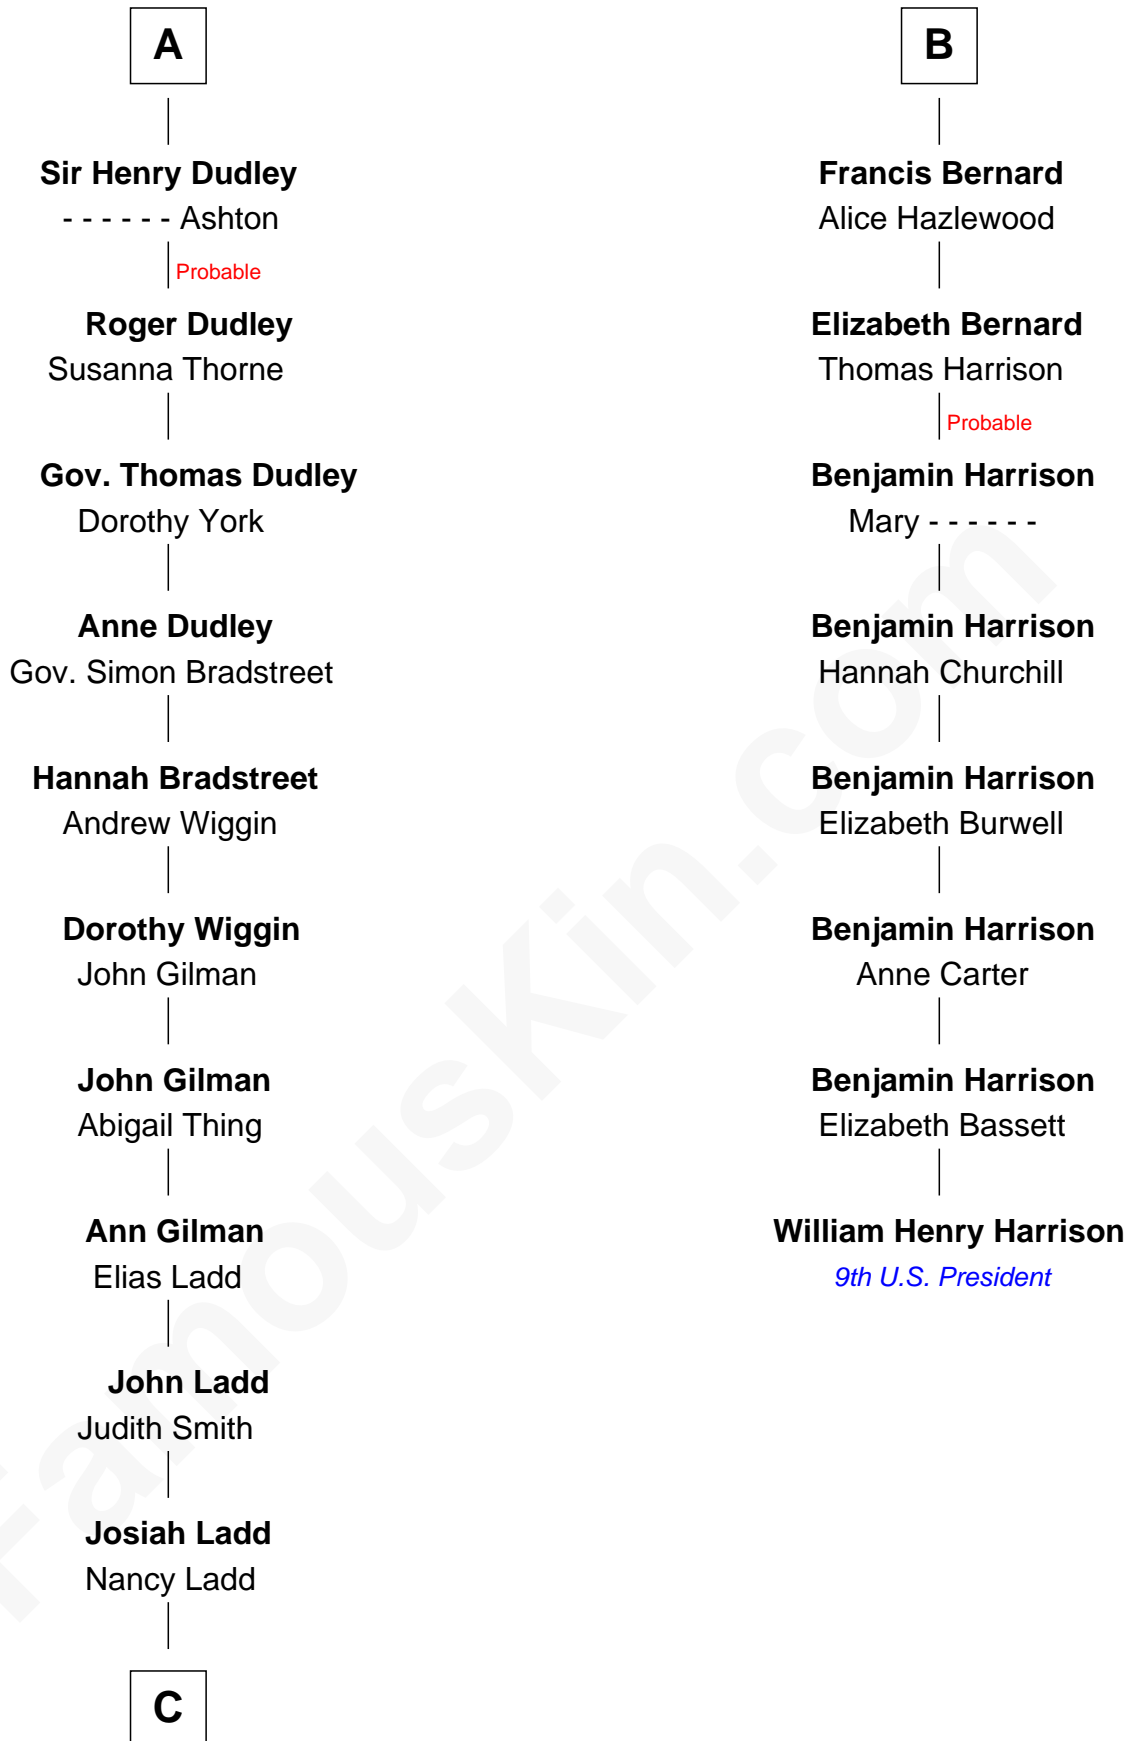 A
Sir Henry Dudley
- - - - - - Ashton
Probable
Roger Dudley
Susanna Thorne
Gov. Thomas Dudley
Dorothy York
Anne Dudley
Gov. Simon Bradstreet
Hannah Bradstreet
Andrew Wiggin
Dorothy Wiggin
John Gilman
John Gilman
Abigail Thing
Ann Gilman
Elias Ladd
John Ladd
Judith Smith
Josiah Ladd
Nancy Ladd
C
B
Francis Bernard
Alice Hazlewood
Elizabeth Bernard
Thomas Harrison
Probable
Benjamin Harrison
Mary - - - - - -
Benjamin Harrison
Hannah Churchill
Benjamin Harrison
Elizabeth Burwell
Benjamin Harrison
Anne Carter
Benjamin Harrison
Elizabeth Bassett
William Henry Harrison
9th U.S. President
FamousKin.com